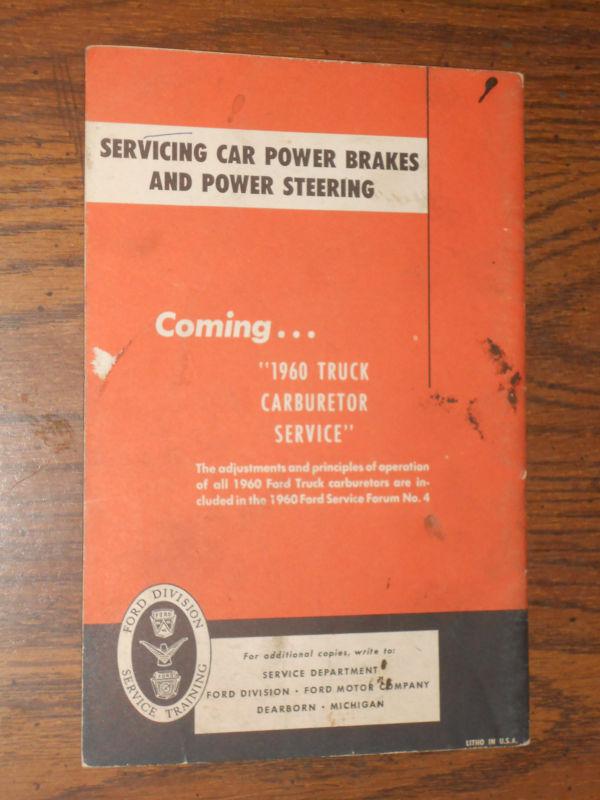 SERVICING CAR POWER BRAKES
AND POWER STEERING
Coming...
"1960 TRUCK
CARBURETOR
SERVICE"
The adjustments and principles of operation
of all 1960 Ford Truck carburetors are in-
cluded in the 1960 Ford Service Forum No. 4
FORD DIVISION
FORD
FORD
SERVICE TRAINING
For additional copies, write to:
SERVICE DEPARTMENT
FORD DIVISION • FORD MOTOR COMPANY
DEARBORN • MICHIGAN
LITHO IN U.S.A.